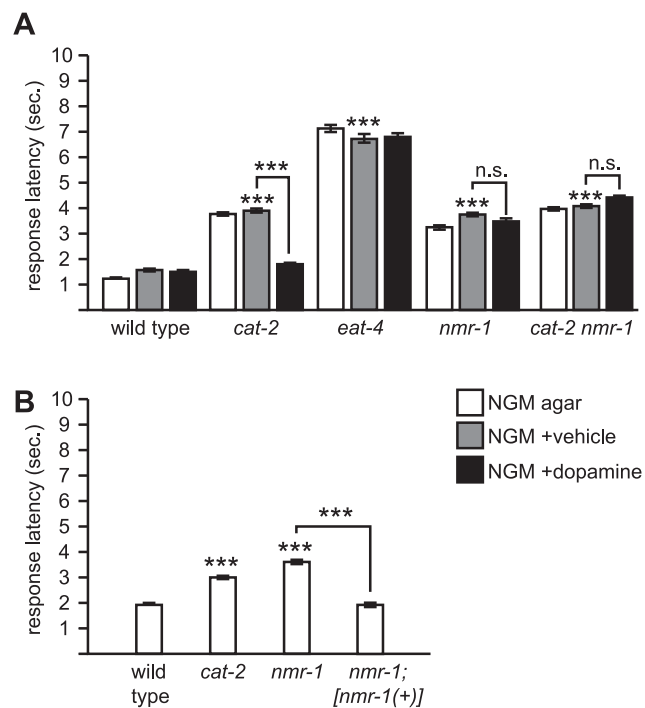 A
10
9
8
7
6
5
4
3
2
1
response latency (sec.)
***
***
***
***
n.s.
***
n.s.
wild type
cat-2
eat-4
nmr-1
cat-2 nmr-1
B
10
9
8
7
6
5
4
3
2
1
response latency (sec.)
***
***
***
wild
type
cat-2
nmr-1
nmr-1;
[nmr-1(+)]
NGM agar
NGM +vehicle
NGM +dopamine